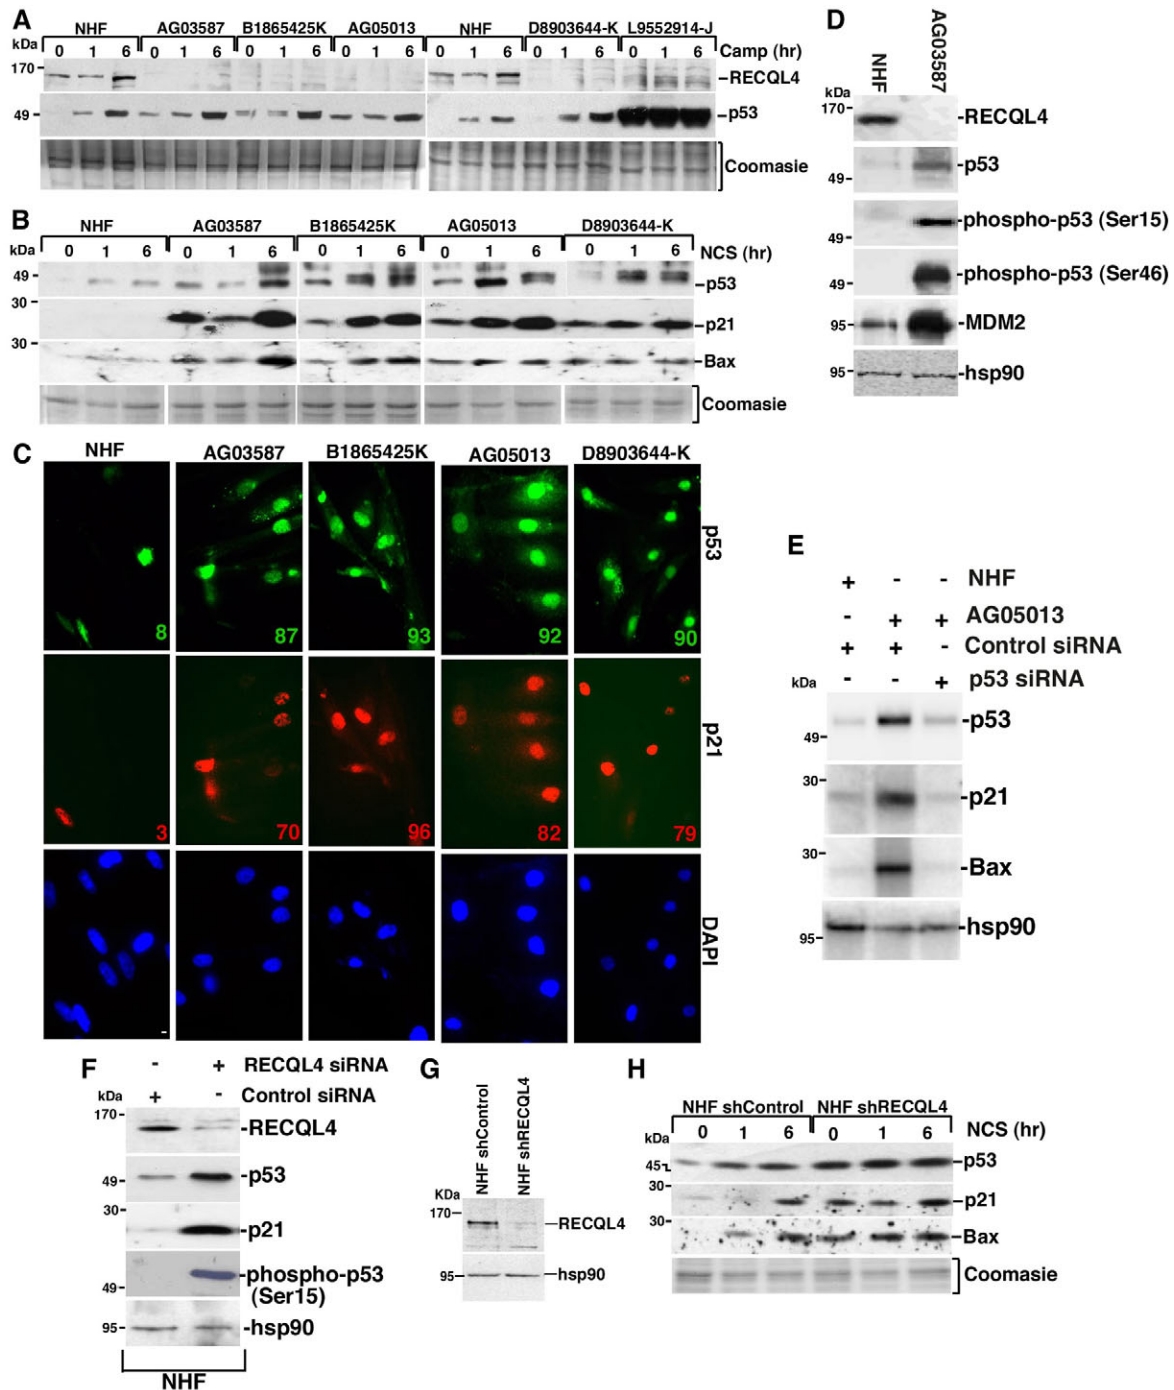 A
NHF AG03587 B1865425K AG05013 NHF D8903644-K L9552914-J
kDa 0 1 6 0 1 6 0 1 6 0 1 6 0 1 6 0 1 6 0 1 6 Camp (hr)
170 -RECQL4
49 -p53
Coomasie
B
NHF AG03587 B1865425K AG05013 D8903644-K
kDa 0 1 6 0 1 6 0 1 6 0 1 6 0 1 6 NCS (hr)
49 -p53
30 -p21
30 -Bax
Coomasie
C
NHF AG03587 B1865425K AG05013 D8903644-K
8 87 93 92 90 p53
3 70 96 82 79 p21
DAPI
D
NHF AG03587
kDa
170 -RECQL4
-p53
49
-phospho-p53 (Ser15)
49
-phospho-p53 (Ser46)
49
95 -MDM2
95 -hsp90
E
+ - - NHF
- + + AG05013
+ + - Control siRNA
- - + p53 siRNA
kDa
-p53
49
30
-p21
30
-Bax
-hsp90
95
F
- + RECQL4 siRNA
+ - Control siRNA
kDa
170
-RECQL4
49 -p53
30
-p21
-phospho-p53
49 (Ser15)
95 -hsp90
NHF
G
NHF shControl NHF shRECQL4
KDa
170
RECQL4
95 hsp90
H
NHF shControl NHF shRECQL4
kDa 0 1 6 0 1 6 NCS (hr)
45 -p53
30
-p21
30
-Bax
Coomasie